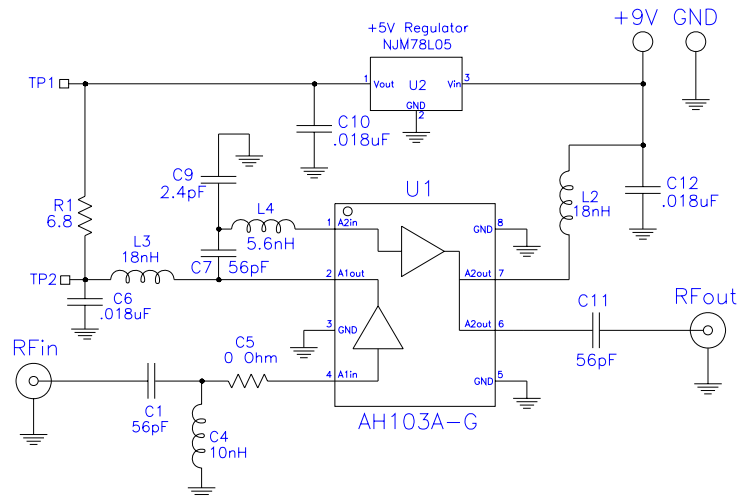 +9V GND
+5V Regulator
NJM78L05
TP1
1 Vout
U2
Vin 3
GND
2
C10
.018uF
C9
2.4pF
U1
L2
18nH
C12
.018uF
R1
6.8
L4
5.6nH
1 A2in
GND 8
L3
18nH
C7 56pF
TP2
2 A1out
A2out 7
C6
.018uF
3 GND
A2out 6
C11
56pF
RFout
RFin
C5
0 Ohm
4 A1in
GND 5
C1
56pF
C4
10nH
AH103A-G